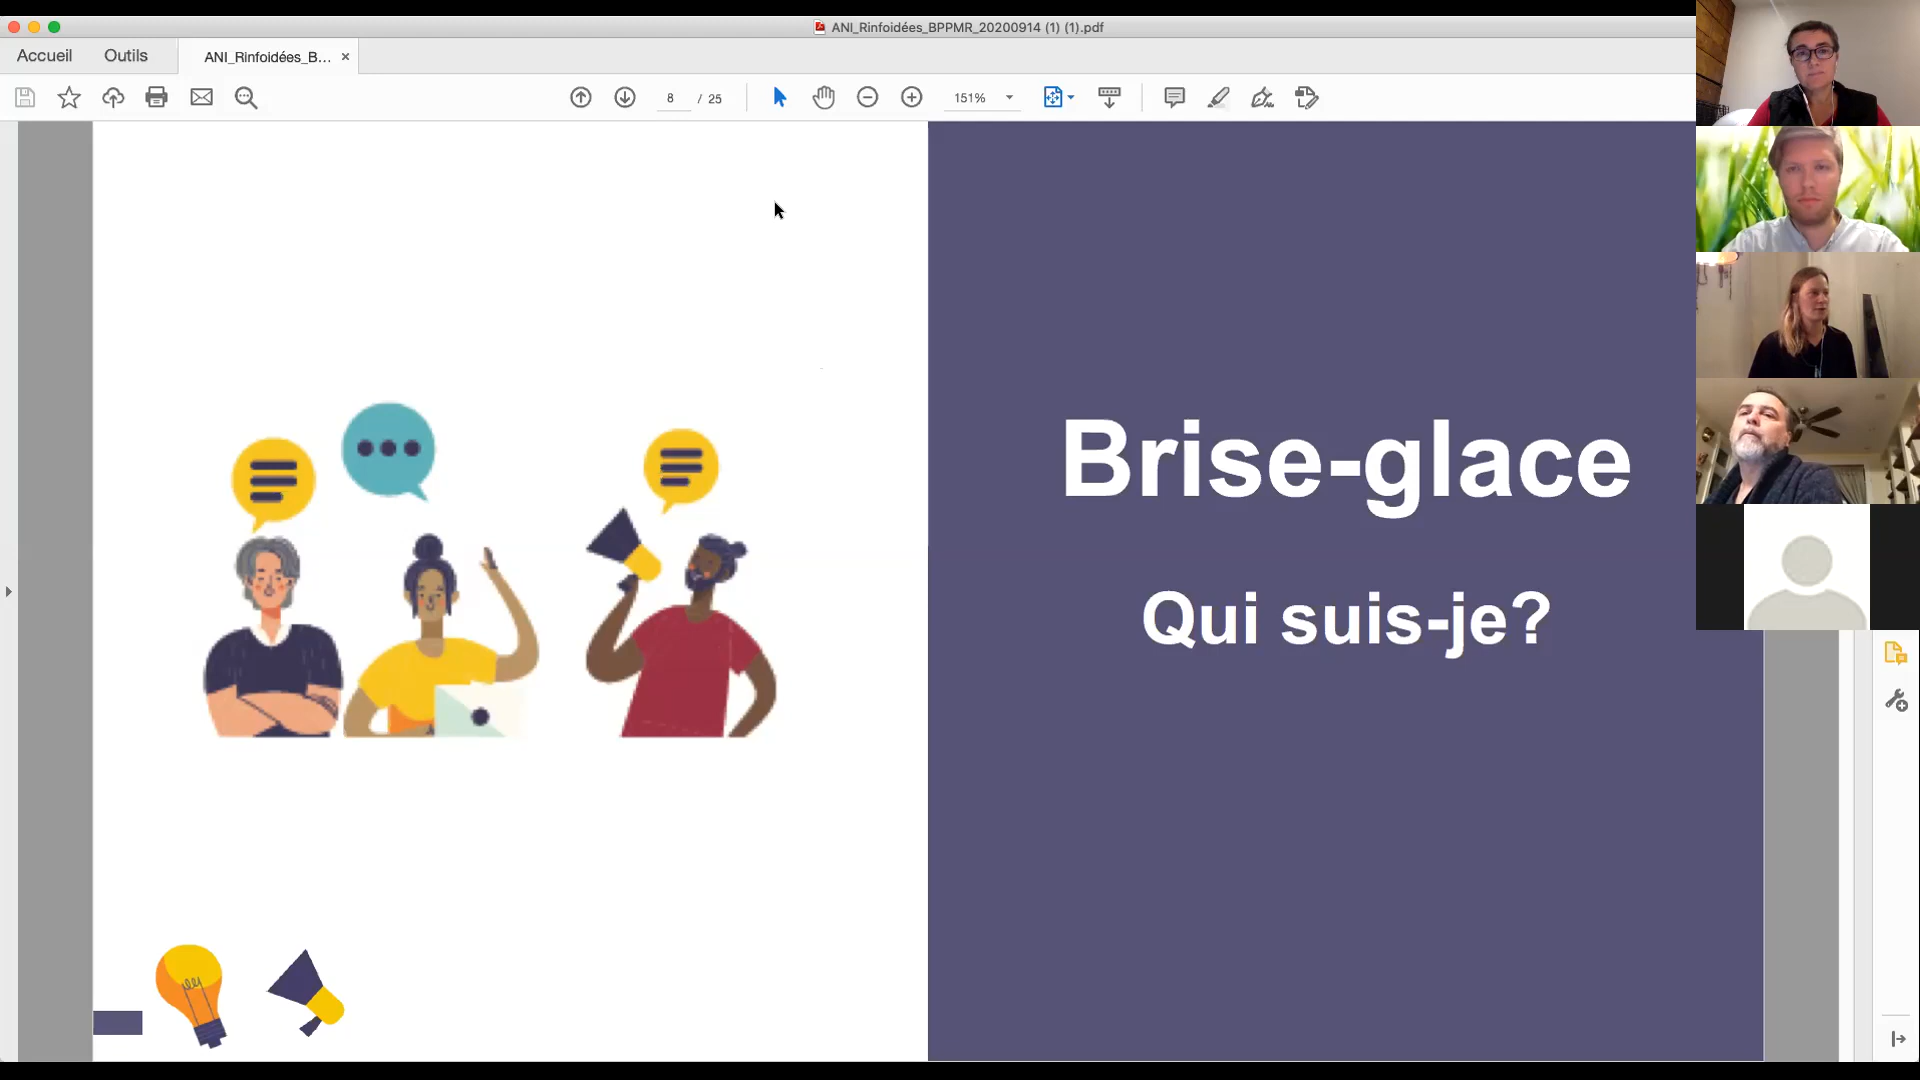 ANI_Rinfoidées_BPPMR_20200914 (1) (1).pdf
Accueil
Outils
ANI_Rinfoidées_B...
8 / 25
151%
Brise-glace
Qui suis-je?